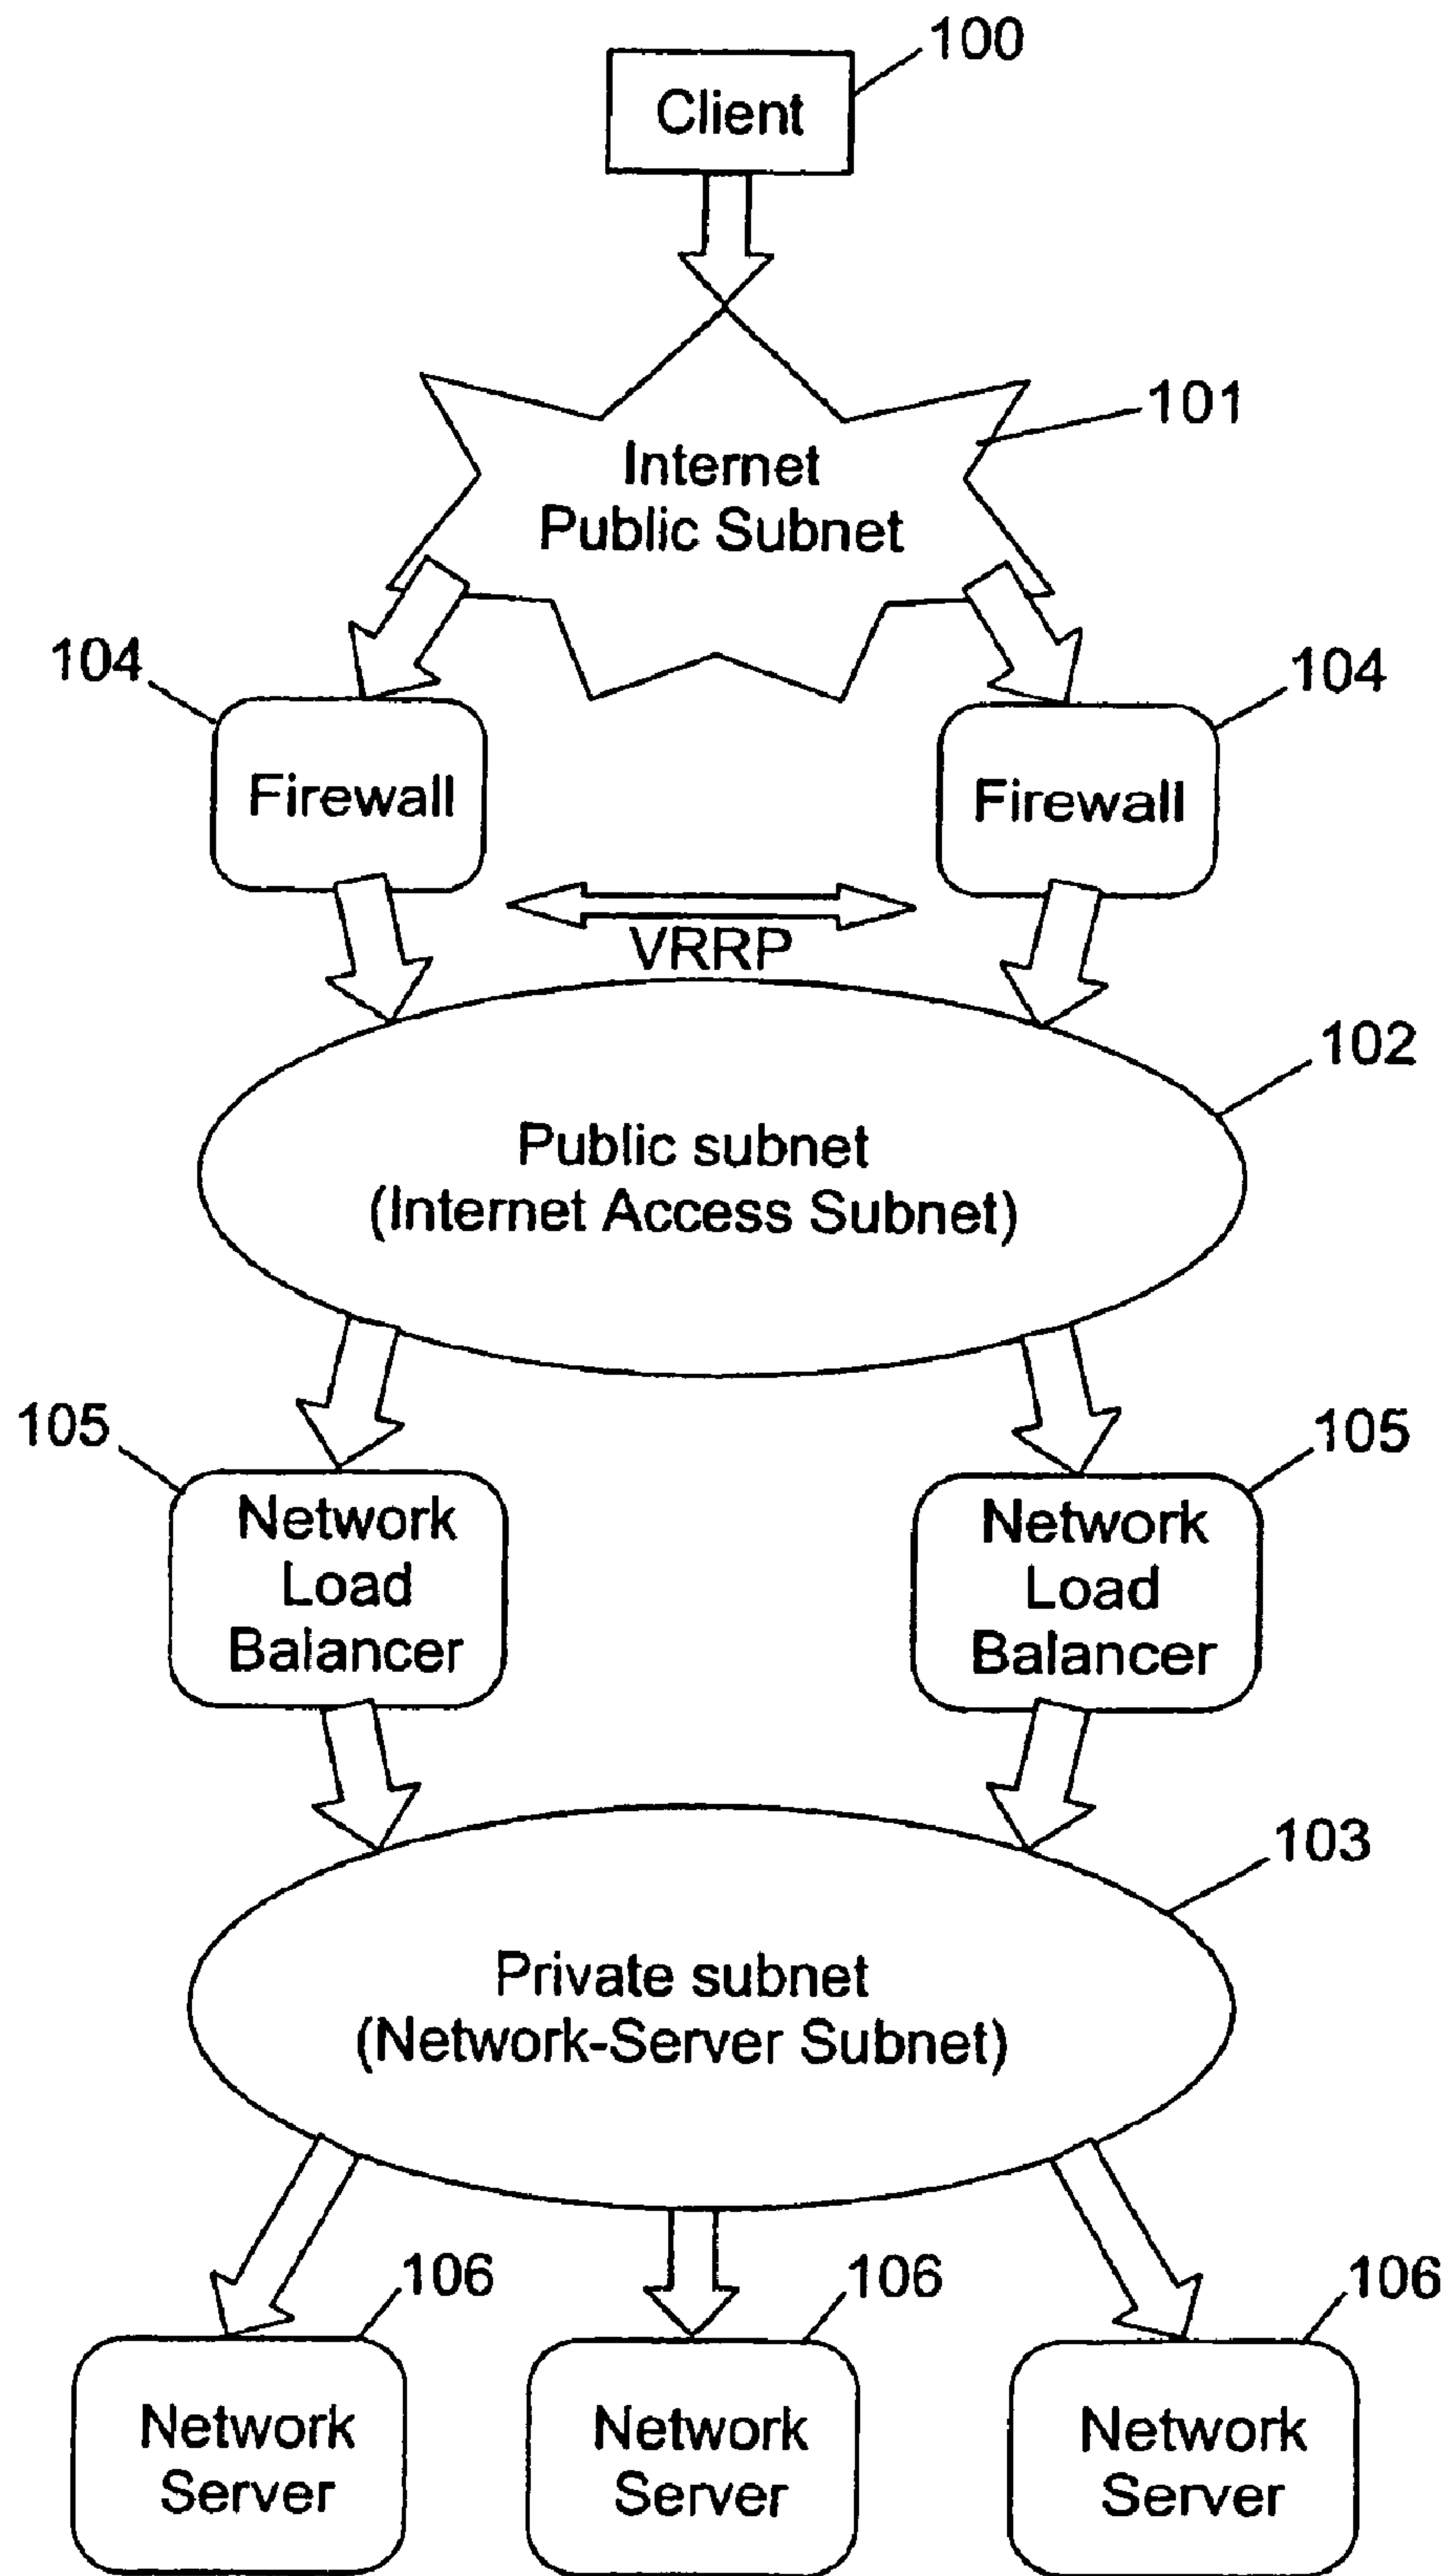 100
Client
101
Internet
Public Subnet
104
104
Firewall
Firewall
VRRP
102
Public subnet
(Internet Access Subnet)
105
105
Network
Load
Balancer
Network
Load
Balancer
103
Private subnet
(Network-Server Subnet)
106
106
106
Network
Server
Network
Server
Network
Server